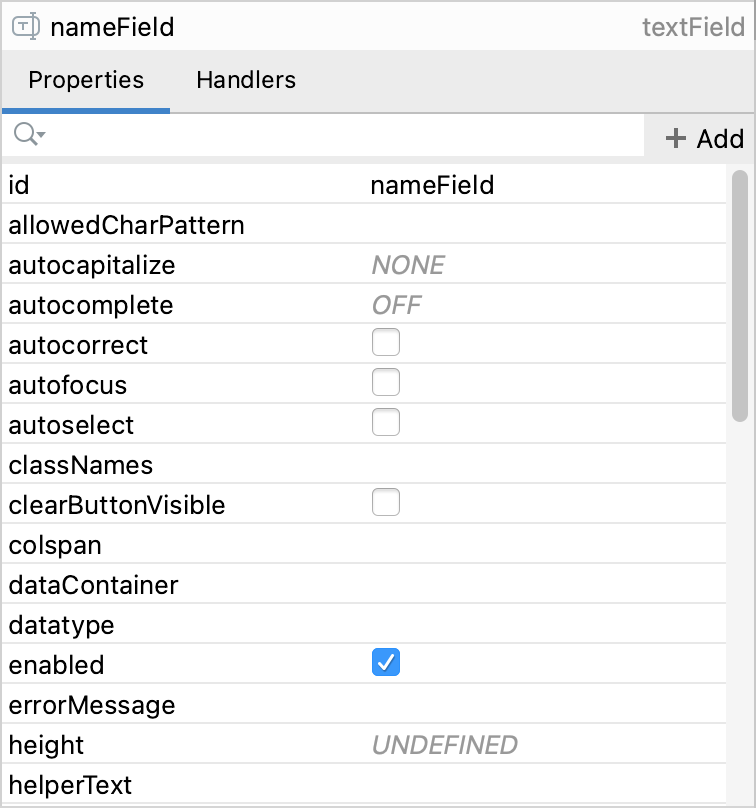 nameField textField
Properties Handlers
+ Add
id nameField
allowedCharPattern
autocapitalize NONE
autocomplete OFF
autocorrect
autofocus
autoselect
classNames
clearButtonVisible
colspan
dataContainer
datatype
enabled
errorMessage
height UNDEFINED
helperText